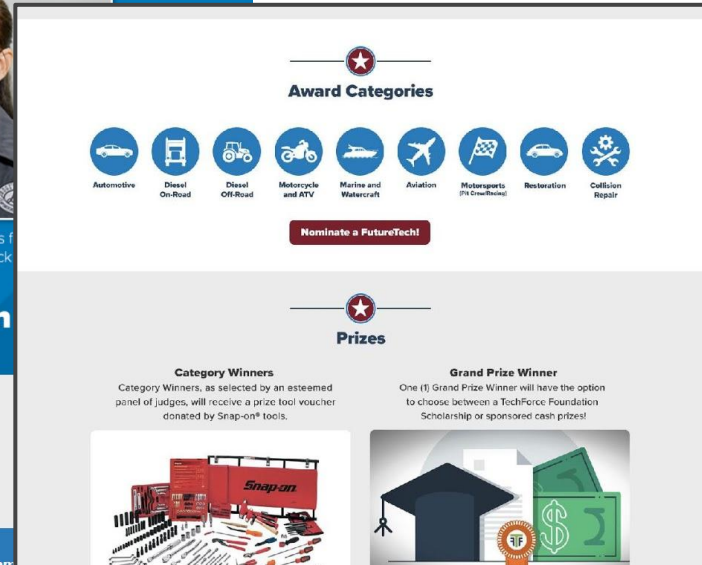 Award Categories
Automotive
Diesel
On-Road
Diesel
Off-Road
Motorcycle
and ATV
Marine and
Watercraft
Aviation
Motorsports
(Pit Crew/Racing)
Restoration
Collision
Repair
Nominate a FutureTech!
Prizes
Category Winners
Category Winners, as selected by an esteemed
panel of judges, will receive a prize tool voucher
donated by Snap-on® tools.
Grand Prize Winner
One (1) Grand Prize Winner will have the option
to choose between a TechForce Foundation
Scholarship or sponsored cash prizes!
Snap-on